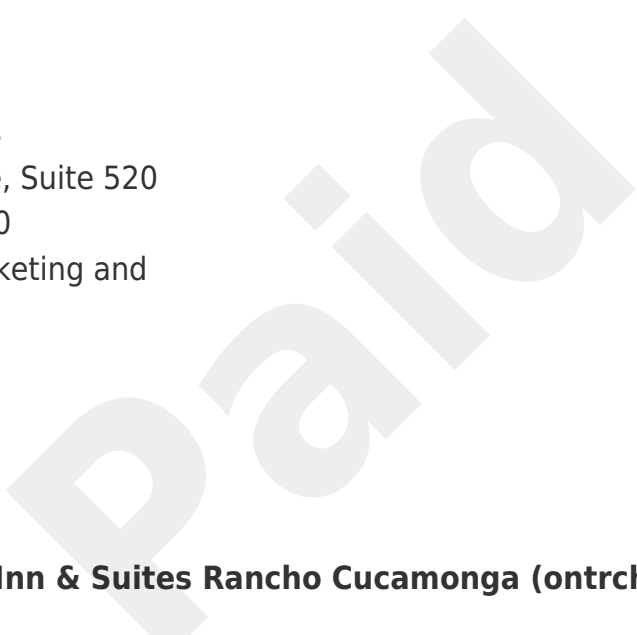 , Suite 520
0
keting and
Inn & Suites Rancho Cucamonga (ontrch
Paid